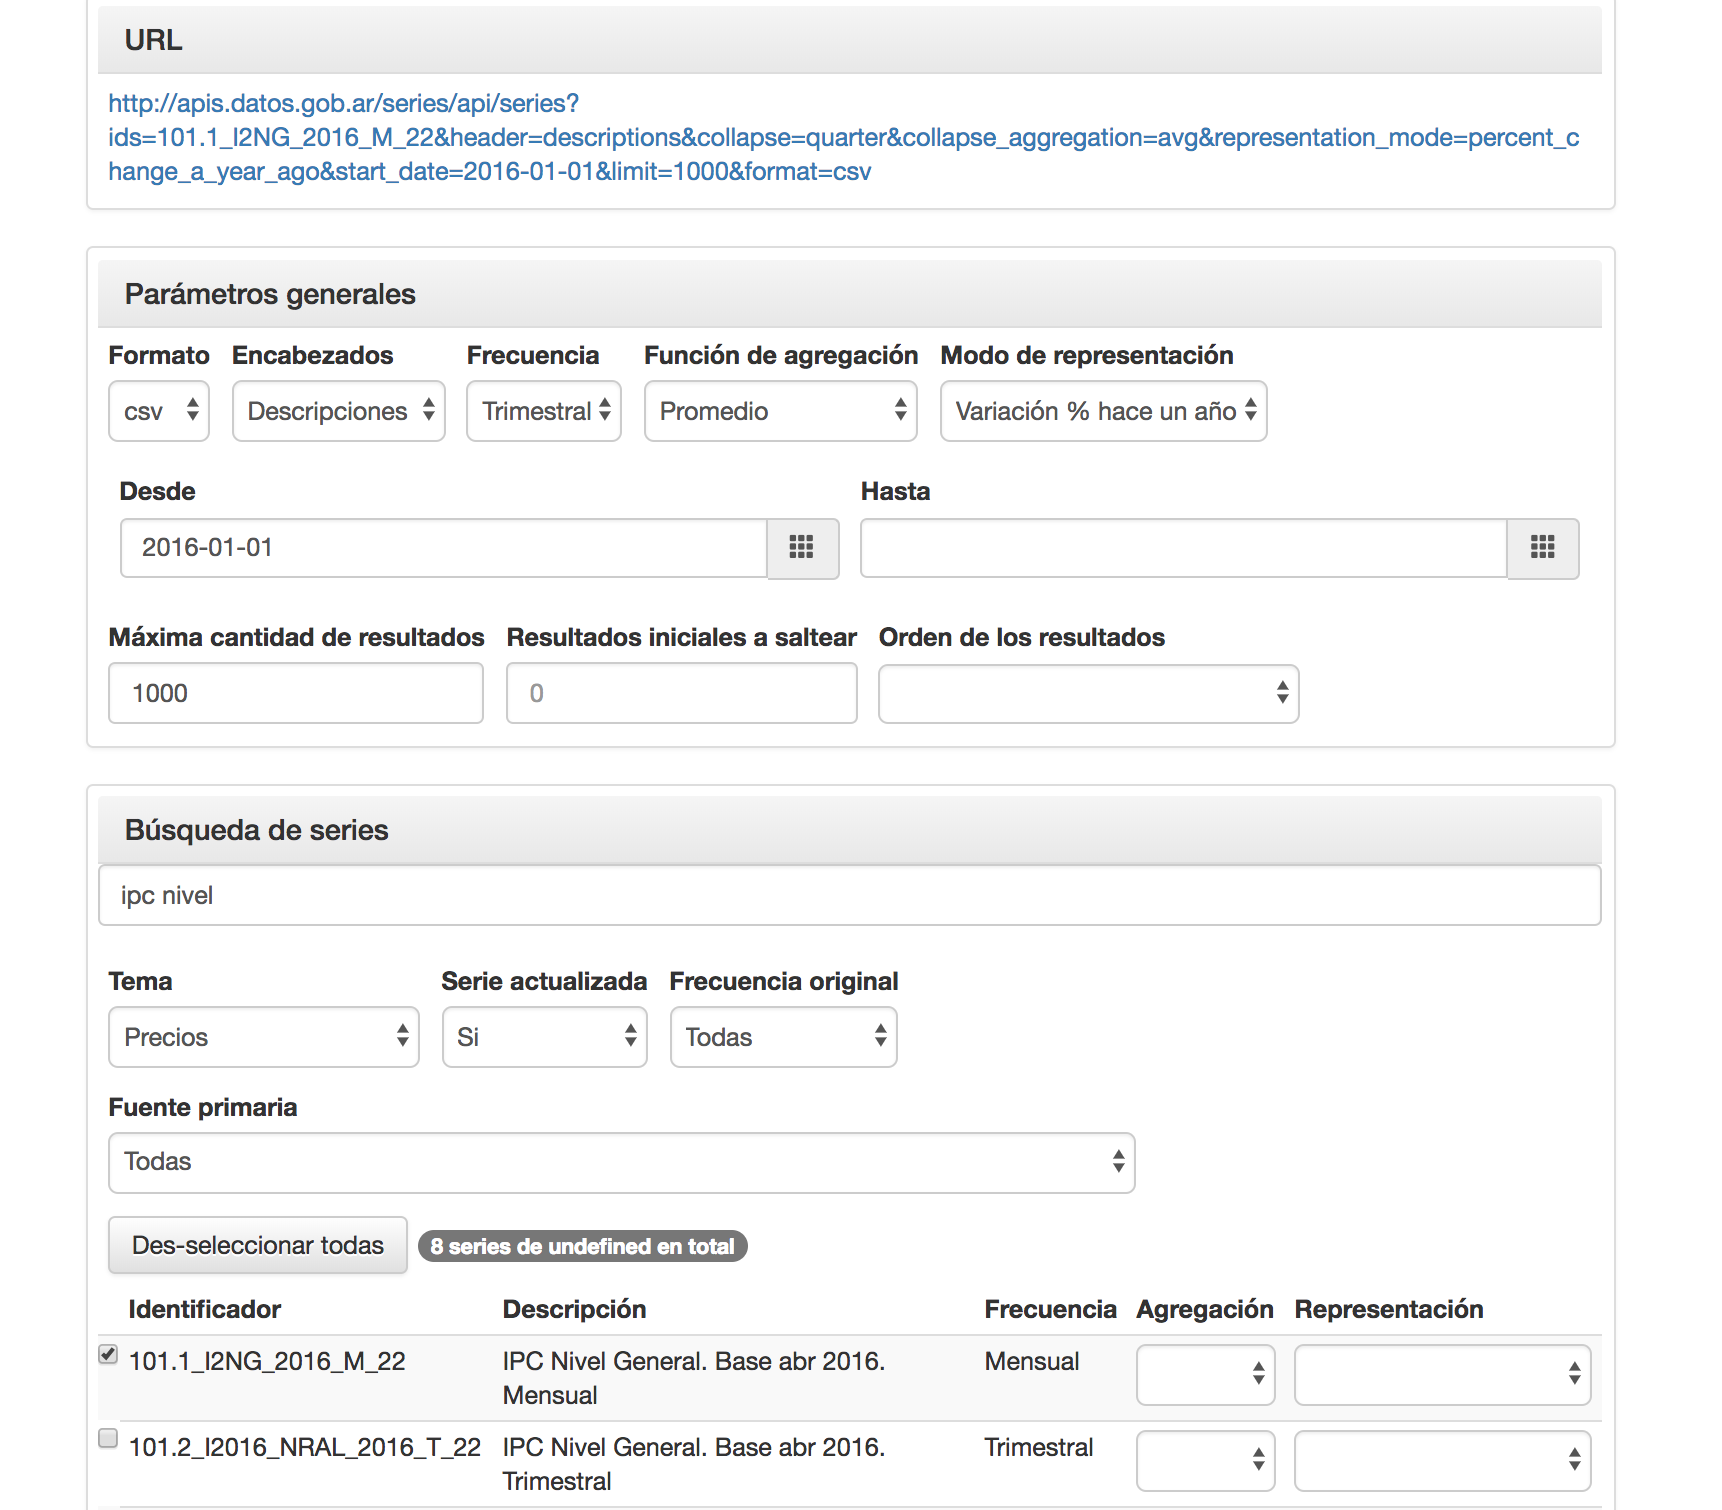 URL
http://apis.datos.gob.ar/series/api/series?
ids=101.1_I2NG_2016_M_22&header=descriptions&collapse=quarter&collapse_aggregation=avg&representation_mode=percent_c
hange_a_year_ago&start_date=2016-01-01&limit=1000&format=csv
Parámetros generales
Formato Encabezados Frecuencia Función de agregación Modo de representación
csv Descripciones Trimestral Promedio Variación % hace un año
Desde Hasta
2016-01-01
Máxima cantidad de resultados Resultados iniciales a saltear Orden de los resultados
1000 0
Búsqueda de series
ipc nivel
Tema Serie actualizada Frecuencia original
Precios Si Todas
Fuente primaria
Todas
Des-seleccionar todas 8 series de undefined en total
Identificador Descripción Frecuencia Agregación Representación
101.1_I2NG_2016_M_22 IPC Nivel General. Base abr 2016. Mensual
Mensual
101.2_I2016_NRAL_2016_T_22 IPC Nivel General. Base abr 2016. Trimestral
Trimestral